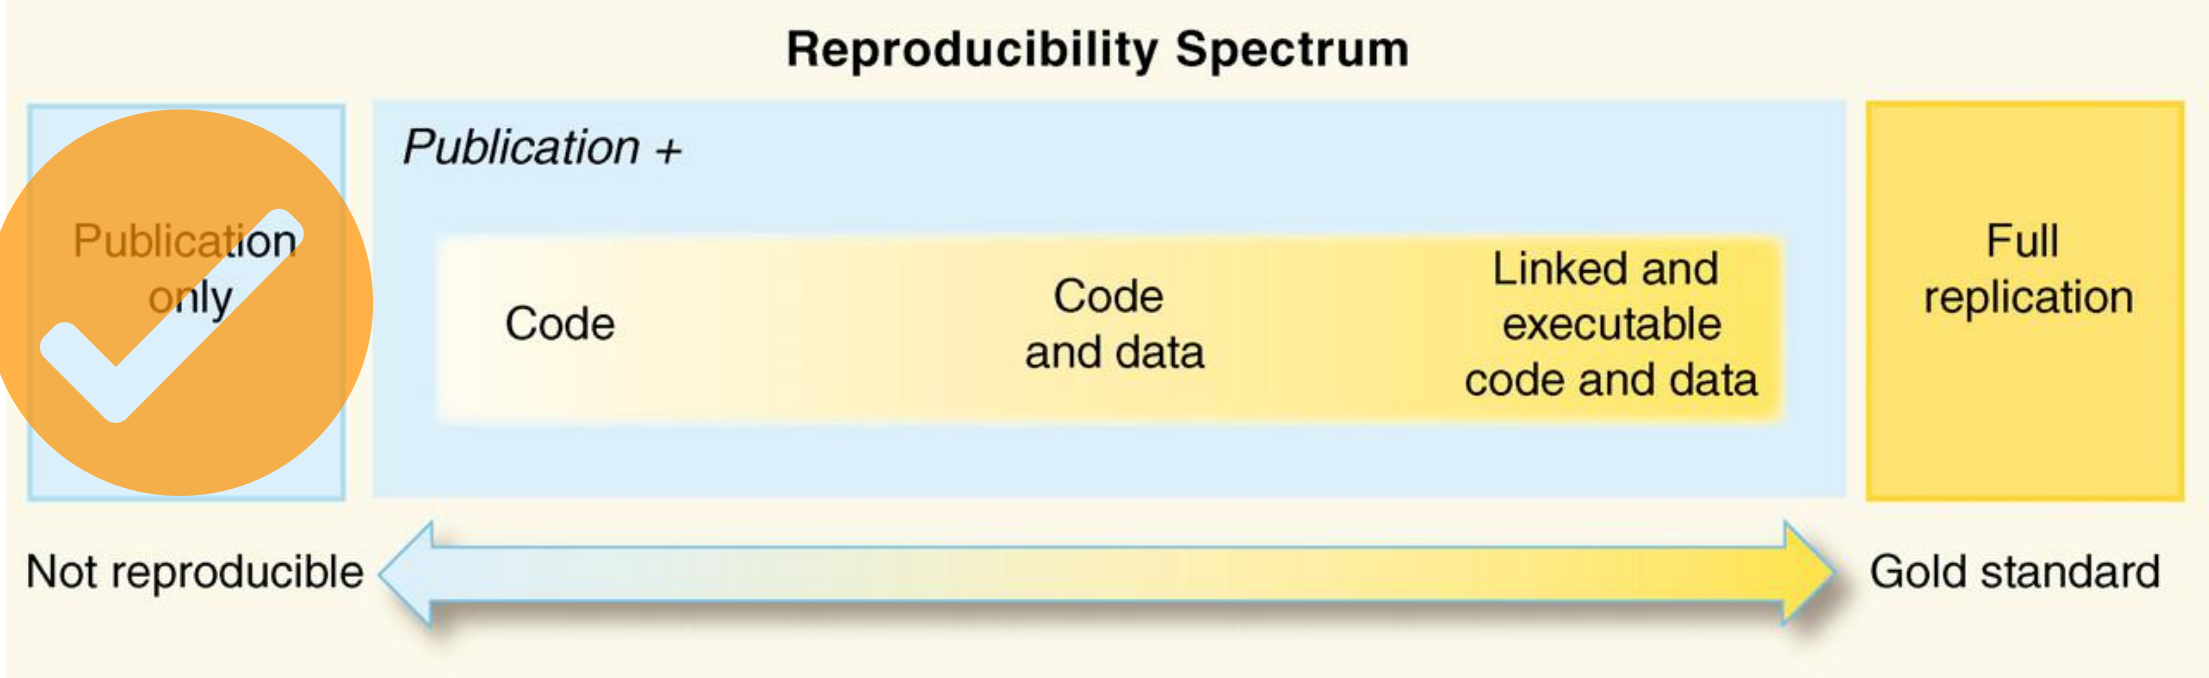 Reproducibility Spectrum
Publication
only
Publication +
Code
Code
and data
Linked and
executable
code and data
Full
replication
Not reproducible
Gold standard